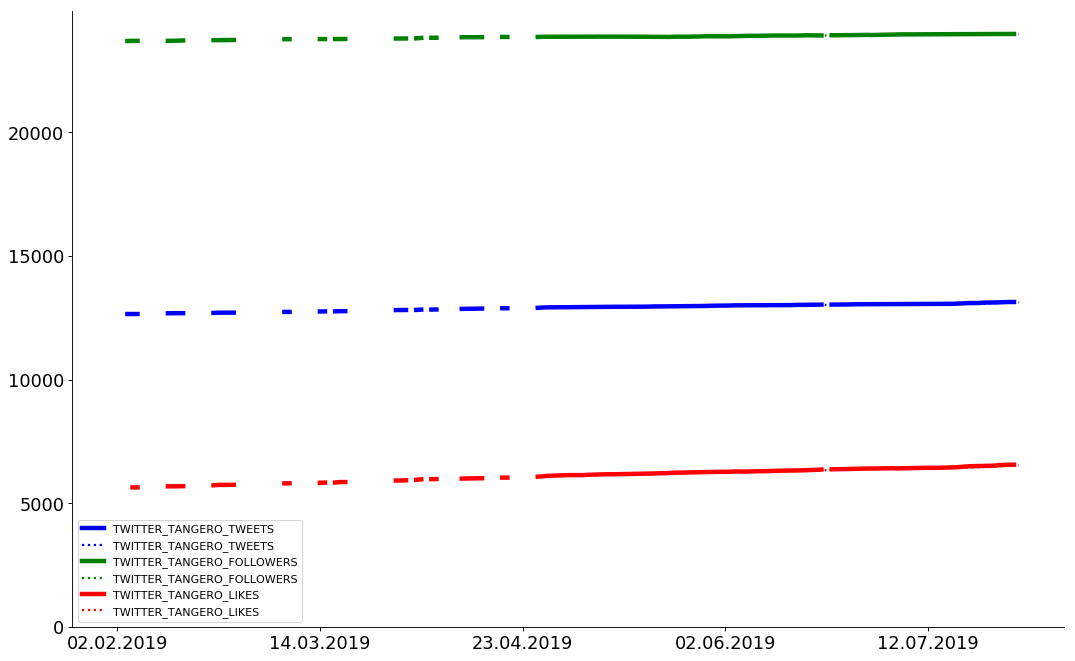 20000
15000
10000
5000
0
TWITTER_TANGERO_TWEETS
TWITTER_TANGERO_TWEETS
TWITTER_TANGERO_FOLLOWERS
TWITTER_TANGERO_FOLLOWERS
TWITTER_TANGERO_LIKES
TWITTER_TANGERO_LIKES
02.02.2019 14.03.2019 23.04.2019 02.06.2019 12.07.2019